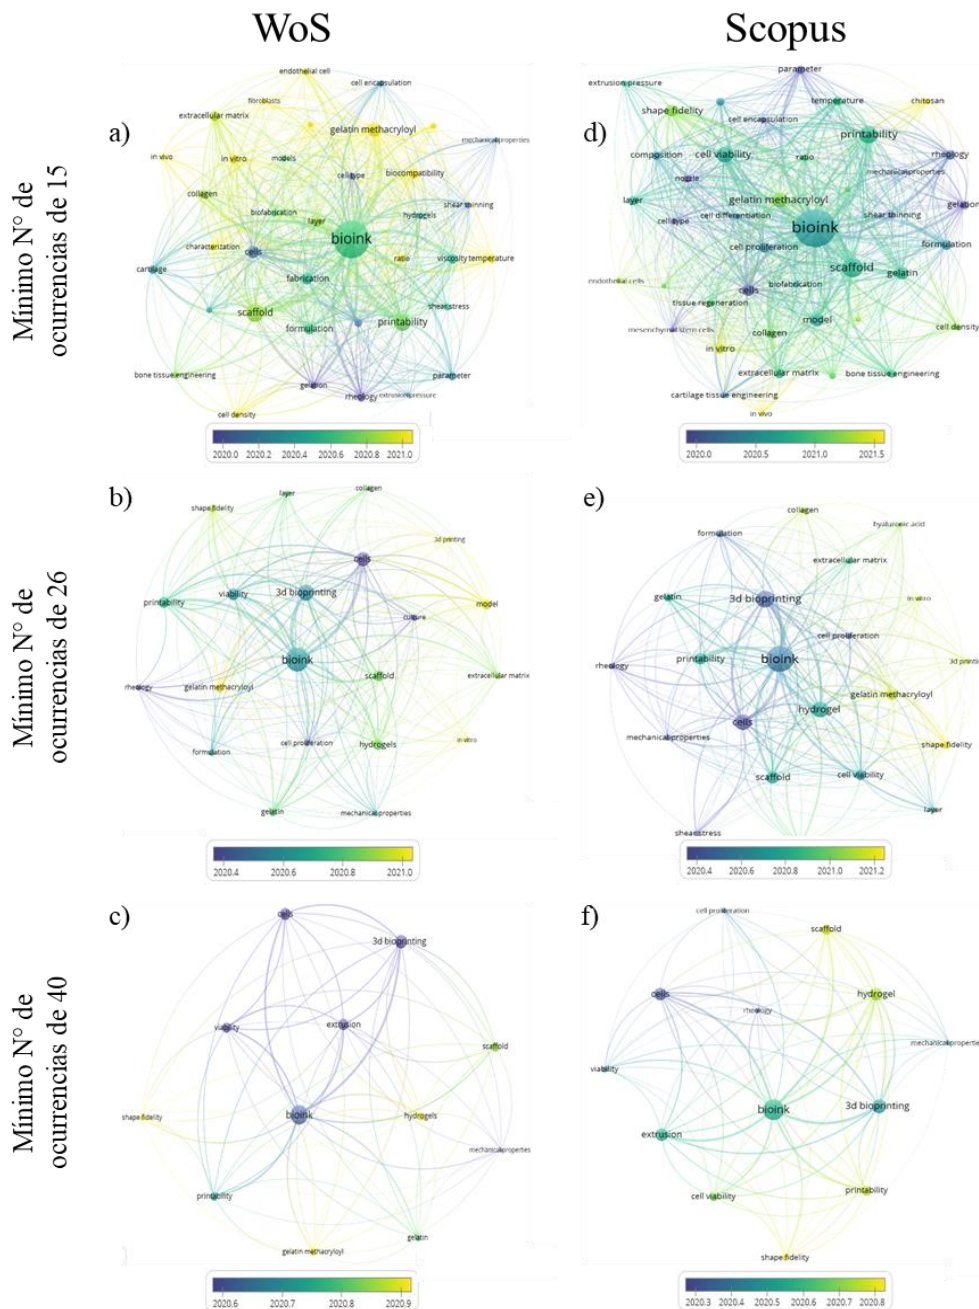 WoS
Scopus
Mínimo N° de
ocurrencias de 15
a)
endothelial cell
cell encapsulation
fibroblasts
extracellular matrix
gelatin methacryloyl
mechanical properties
in vivo
in vitro
models
cell type
biocompatibility
collagen
shear thinning
biofabrication
layer
hydrogels
bioink
characterization
cells
ratio
viscosity
temperature
cartilage
fabrication
shear stress
scaffold
formulation
printability
bone tissue engineering
gelation
parameter
rheology
extrusion pressure
cell density
2020.0 2020.2 2020.4 2020.6 2020.8 2021.0
d)
parameter
extrusion pressure
temperature
chitosan
shape fidelity
cell encapsulation
printability
composition
cell viability
ratio
rheology
mechanical properties
nozzle
layer
gelatin methacryloyl
gelation
cell type
cell differentiation
shear thinning
bioink
cell proliferation
formulation
scaffold
gelatin
endothelial cells
cells
biofabrication
tissue regeneration
mesenchymal stem cells
model
collagen
cell density
in vitro
extracellular matrix
bone tissue engineering
cartilage tissue engineering
in vivo
2020.0 2020.5 2021.0 2021.5
Mínimo N° de
ocurrencias de 26
b)
collagen
layer
shape fidelity
3d printing
cells
printability
viability
3d bioprinting
model
culture
bioink
scaffold
extracellular matrix
rheology
gelatin methacryloyl
formulation
cell proliferation
hydrogels
in vitro
gelatin
mechanical properties
2020.4 2020.6 2020.8 2021.0
e)
collagen
hyaluronic acid
formulation
extracellular matrix
gelatin
3d bioprinting
in vitro
cell proliferation
rheology
printability
bioink
3d printi
gelatin methacryloyl
hydrogel
cells
mechanical properties
shape fidelity
scaffold
cell viability
layer
shear stress
2020.4 2020.6 2020.8 2021.0 2021.2
Mínimo N° de
ocurrencias de 40
c)
cells
3d bioprinting
viability
extrusion
scaffold
bioink
shape fidelity
hydrogels
mechanical properties
printability
gelatin
gelatin methacryloyl
2020.6 2020.7 2020.8 2020.9
f)
cell proliferation
scaffold
cells
hydrogel
rheology
mechanical properties
viability
bioink
3d bioprinting
extrusion
cell viability
printability
shape fidelity
2020.3 2020.4 2020.5 2020.6 2020.7 2020.8